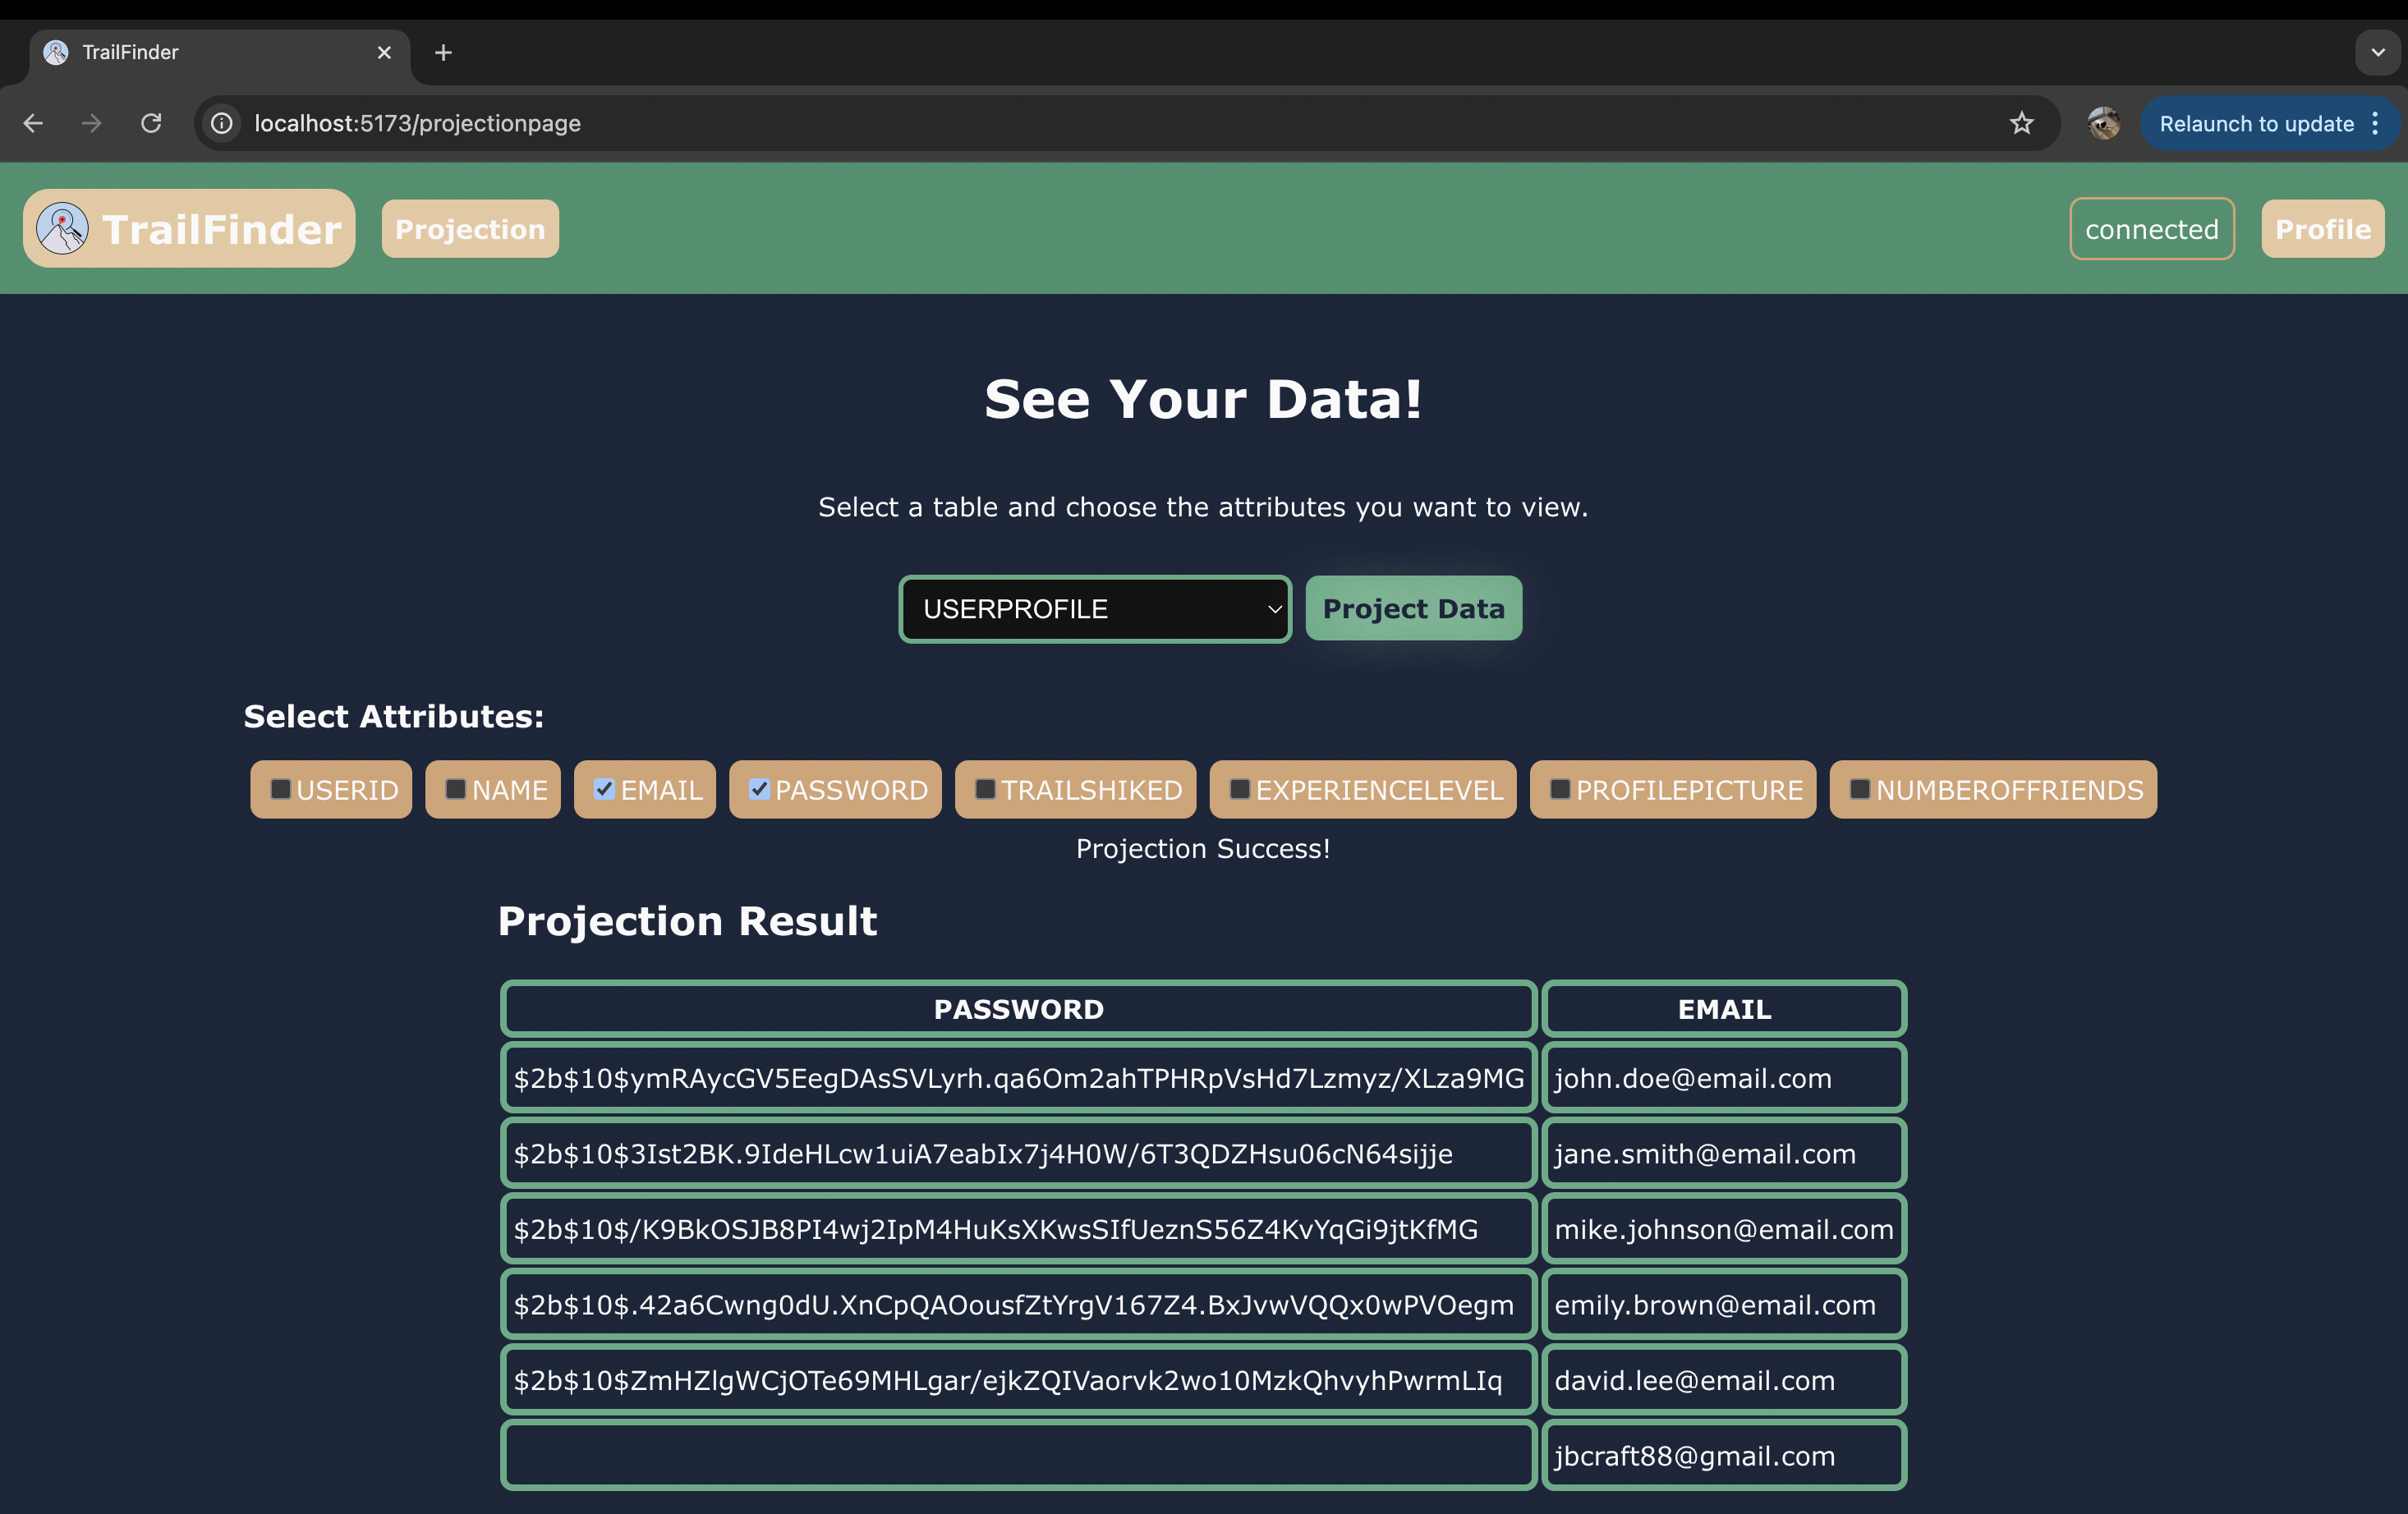 TrailFinder
localhost:5173/projectionpage
Relaunch to update
TrailFinder
Projection
connected
Profile
See Your Data!
Select a table and choose the attributes you want to view.
USERPROFILE
Project Data
Select Attributes:
USERID NAME EMAIL PASSWORD TRAILSHIKED EXPERIENCELEVEL PROFILEPICTURE NUMBEROFFRIENDS
Projection Success!
Projection Result
PASSWORD EMAIL
$2b$10$ymRAycGV5EegDAsSVLyrh.qa6Om2ahTPHRpVsHd7Lzmyz/XLza9MG john.doe@email.com
$2b$10$3Ist2BK.9IdeHLcw1uiA7eabIx7j4H0W/6T3QDZHsu06cN64sijje jane.smith@email.com
$2b$10$/K9BkOSJB8PI4wj2IpM4HuKsXKwsSIfUeznS56Z4KvYqGi9jtKfMG mike.johnson@email.com
$2b$10$.42a6Cwng0dU.XnCpQAOousfZtYrgV167Z4.BxJvwVQQx0wPVOegm emily.brown@email.com
$2b$10$ZmHZlgWCjOTe69MHLgar/ejkZQIVaorvk2wo10MzkQhvyhPwrmLIq david.lee@email.com
jbcraft88@gmail.com